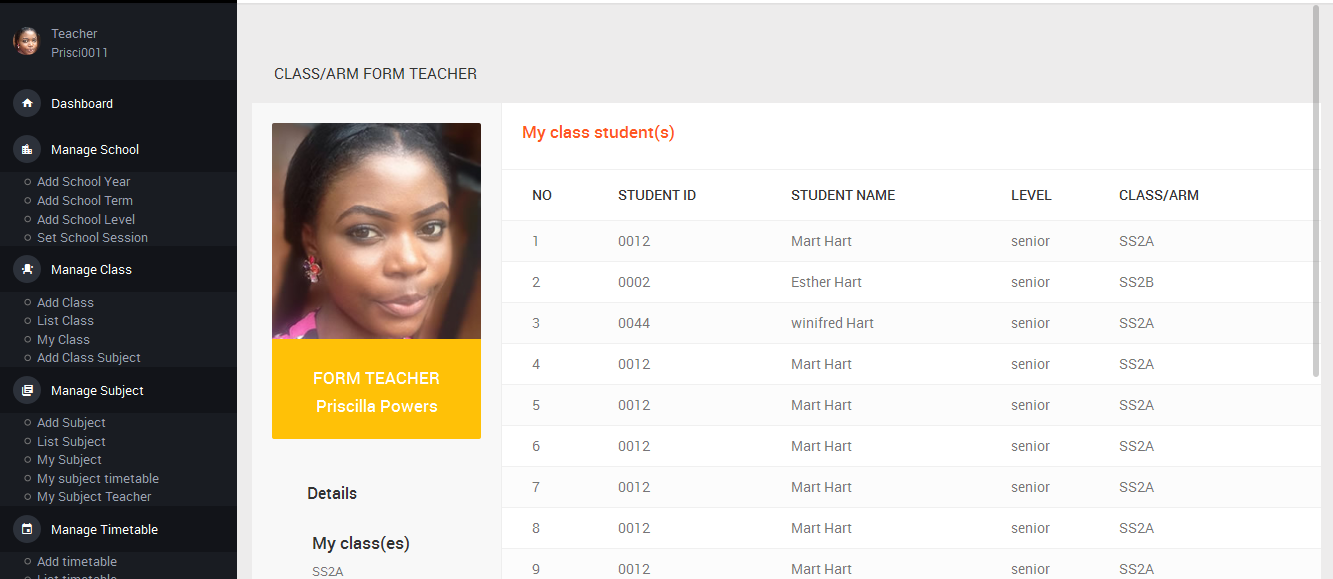 Teacher
Prisci0011
Dashboard
Manage School
Add School Year
Add School Term
Add School Level
Set School Session
Manage Class
Add Class
List Class
My Class
Add Class Subject
Manage Subject
Add Subject
List Subject
My Subject
My subject timetable
My Subject Teacher
Manage Timetable
Add timetable
List timetable
CLASS/ARM FORM TEACHER
FORM TEACHER
Priscilla Powers
Details
My class(es)
SS2A
My class student(s)
NO STUDENT ID STUDENT NAME LEVEL CLASS/ARM
1 0012 Mart Hart senior SS2A
2 0002 Esther Hart senior SS2B
3 0044 winifred Hart senior SS2A
4 0012 Mart Hart senior SS2A
5 0012 Mart Hart senior SS2A
6 0012 Mart Hart senior SS2A
7 0012 Mart Hart senior SS2A
8 0012 Mart Hart senior SS2A
9 0012 Mart Hart senior SS2A